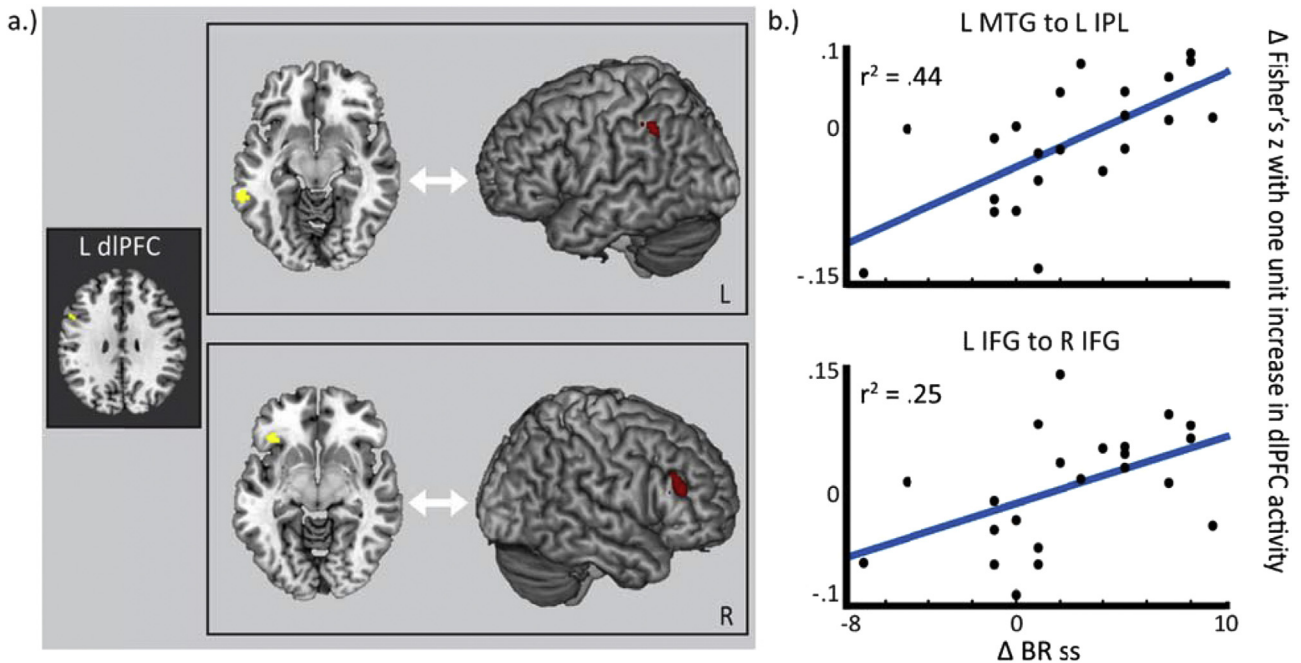 a.)
L dlPFC
L
R
b.)
L MTG to L IPL
r² = .44
.1
0
-.15
L IFG to R IFG
r² = .25
.15
0
-.1
-8
0
10
Δ BR ss
Δ Fisher's z with one unit increase in dlPFC activity